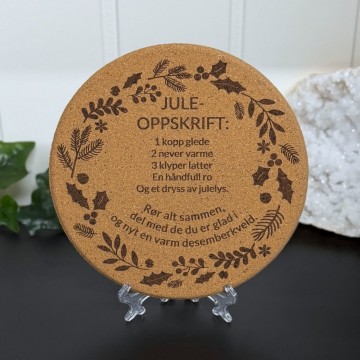 JULE-
OPPSKRIFT:
1 kopp glede
2 never varme
3 klyper latter
En håndfull ro
Og et dryss av julelys.
Rør alt sammen,
del med de du er glad i
og nyt en varm desemberkveld.